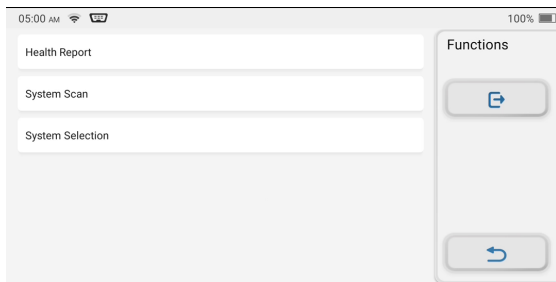 05:00 AM
100%
Health Report
System Scan
System Selection
Functions